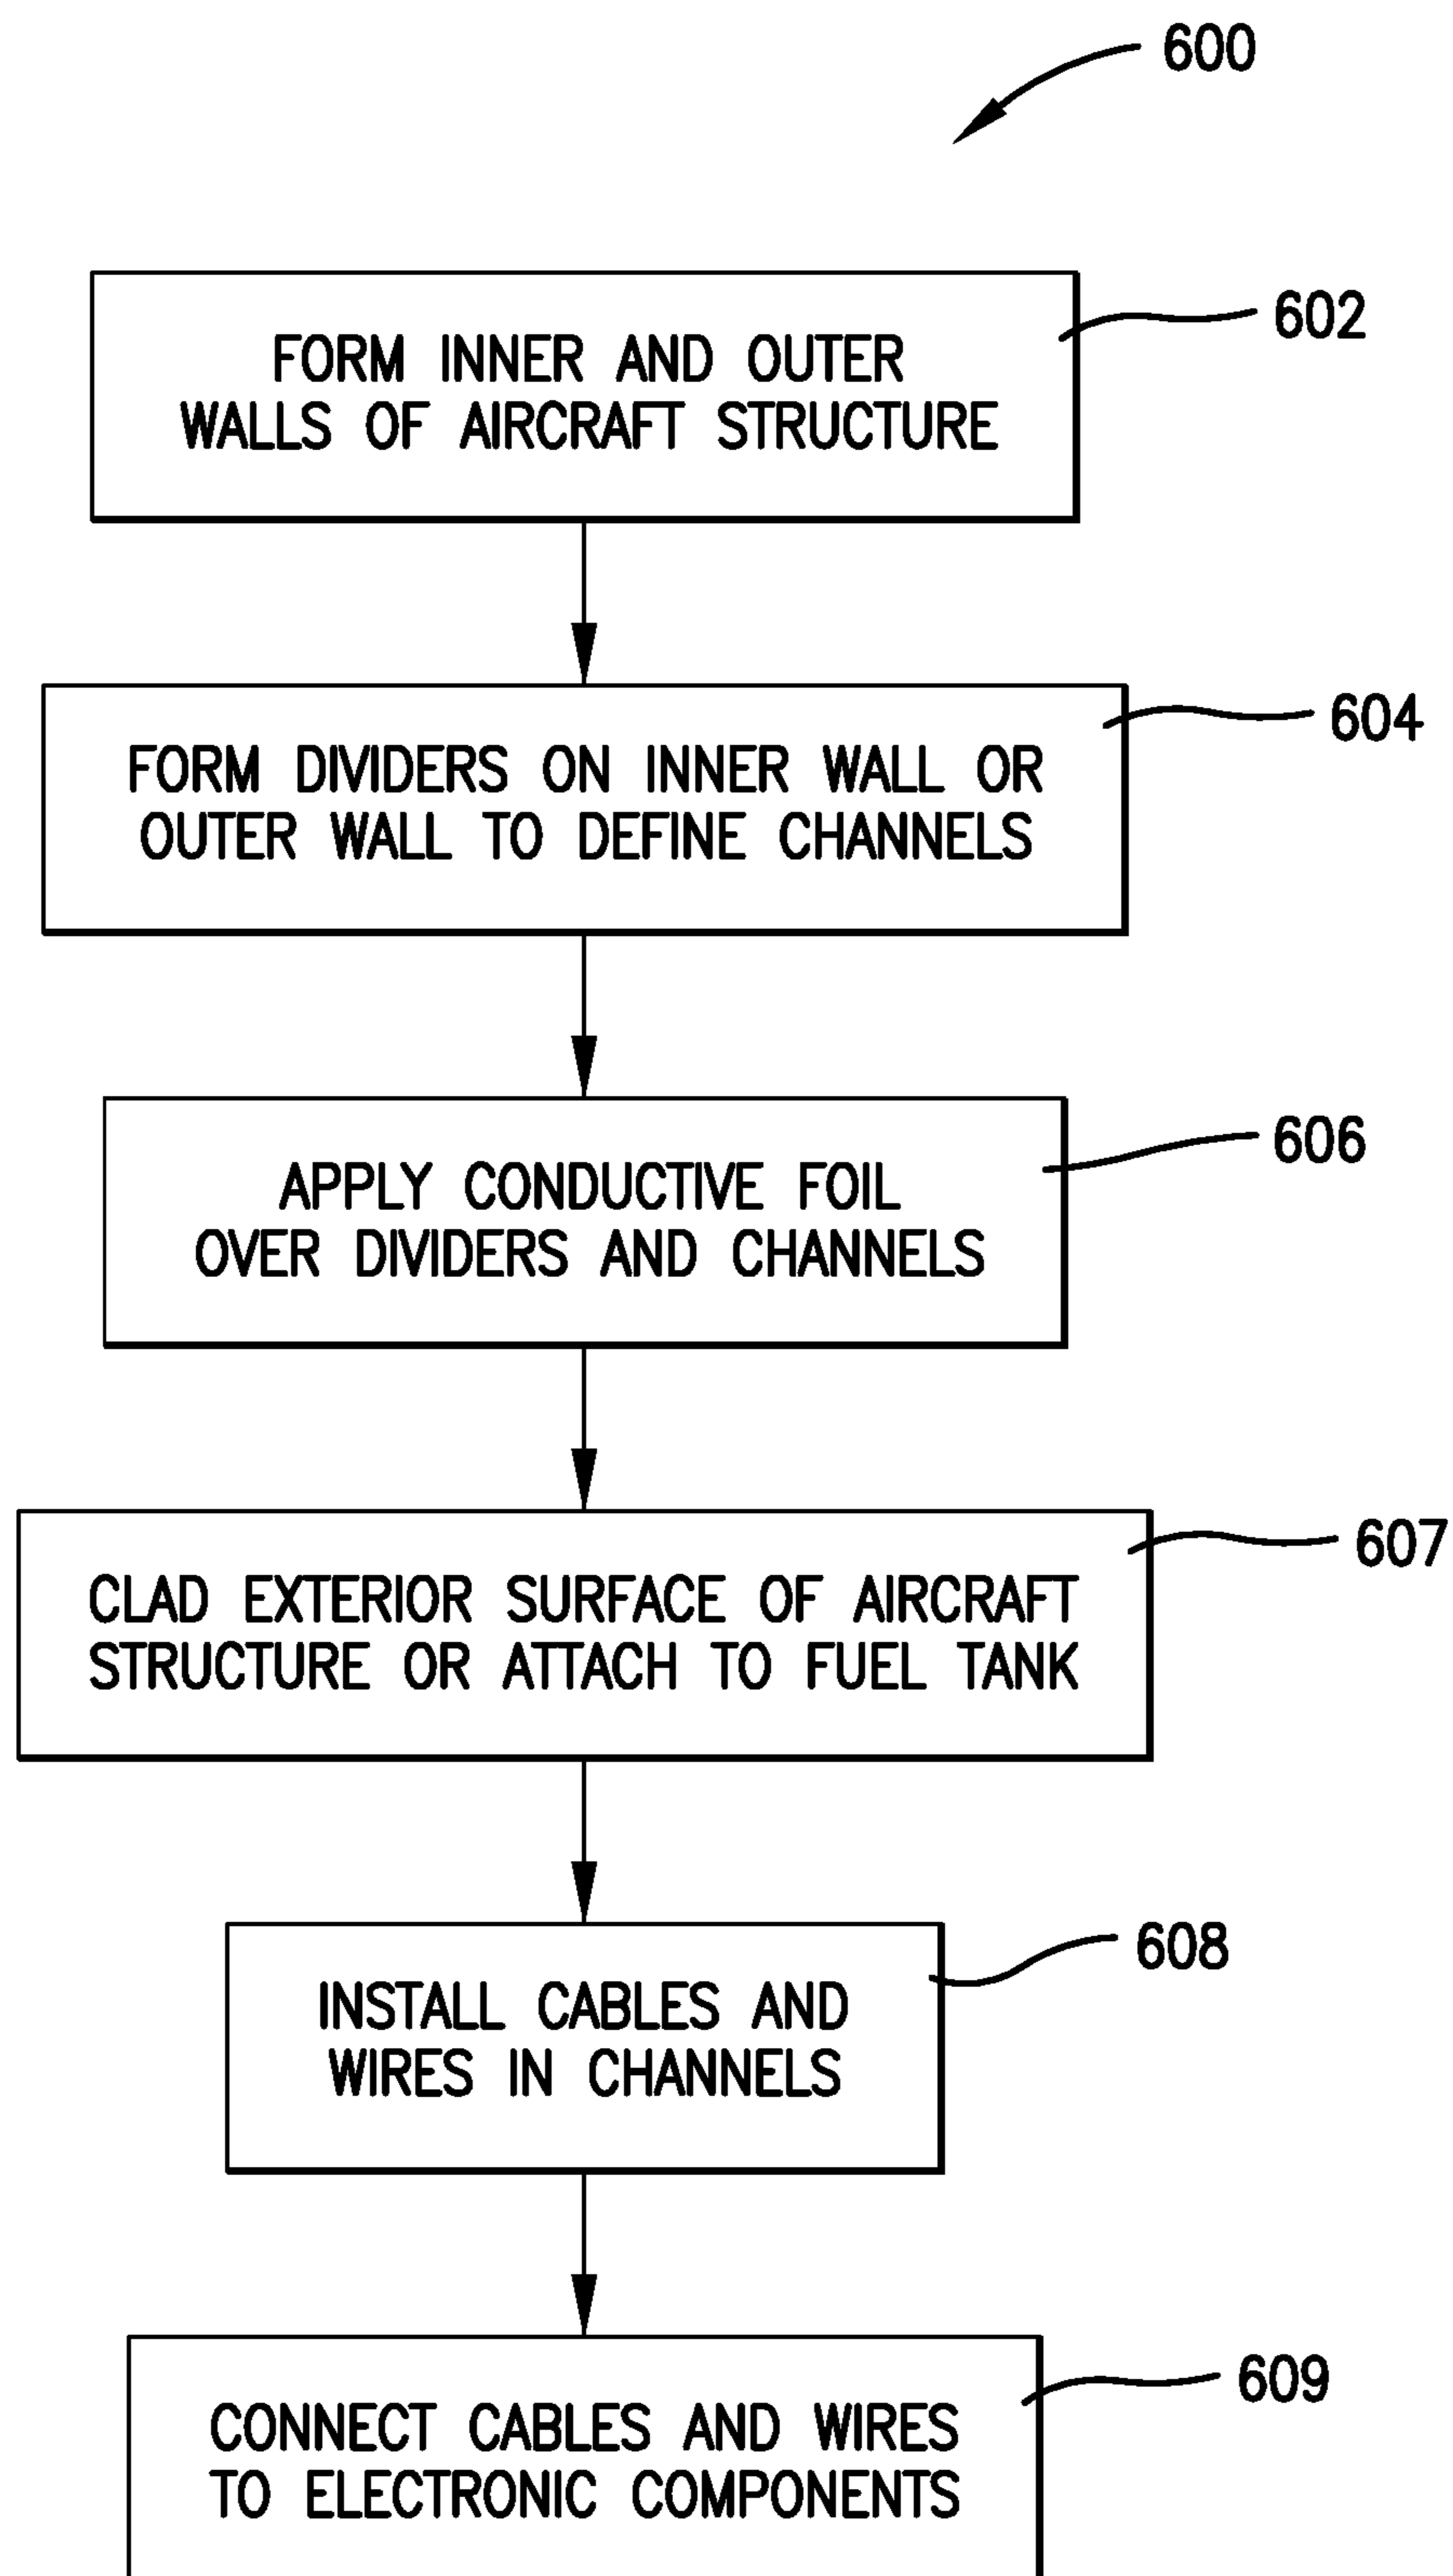 600
602
FORM INNER AND OUTER
WALLS OF AIRCRAFT STRUCTURE
604
FORM DIVIDERS ON INNER WALL OR
OUTER WALL TO DEFINE CHANNELS
606
APPLY CONDUCTIVE FOIL
OVER DIVIDERS AND CHANNELS
607
CLAD EXTERIOR SURFACE OF AIRCRAFT
STRUCTURE OR ATTACH TO FUEL TANK
608
INSTALL CABLES AND
WIRES IN CHANNELS
609
CONNECT CABLES AND WIRES
TO ELECTRONIC COMPONENTS